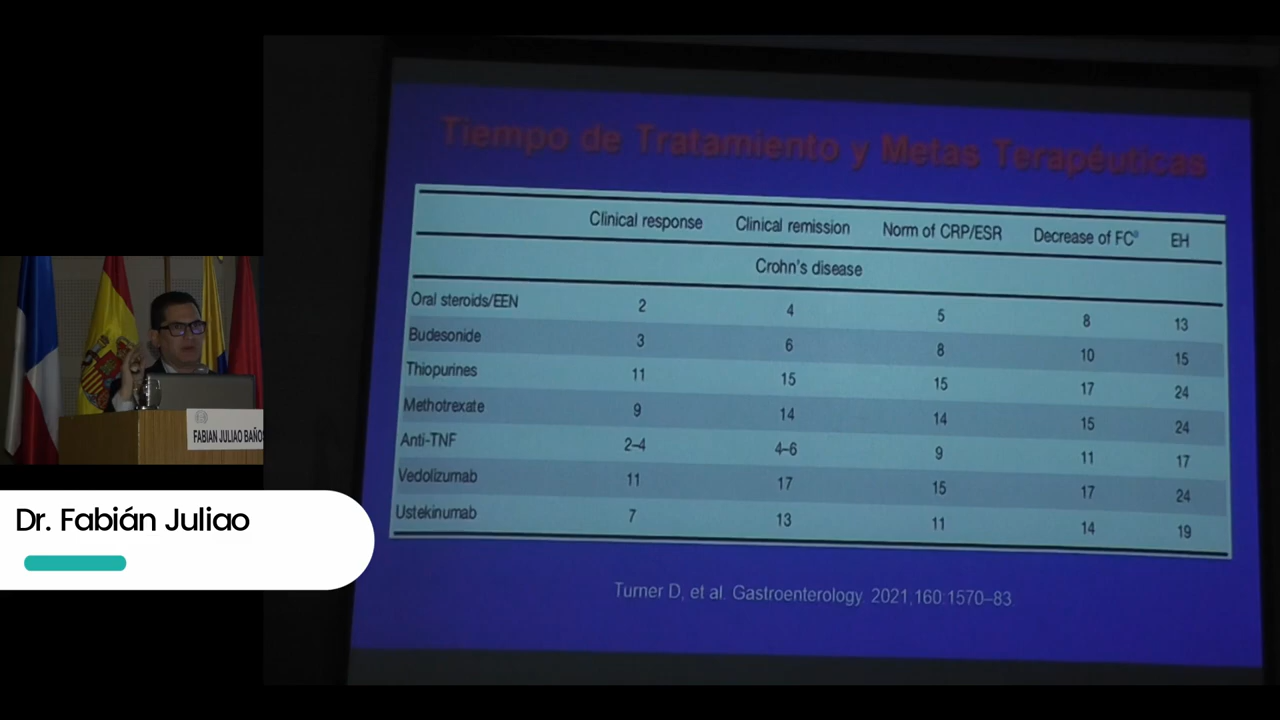 Tiempo de Tratamiento y Metas Terapéuticas
Clinical response Clinical remission Norm of CRP/ESR Decrease of FCa EH
Crohn's disease
Oral steroids/EEN 2 4 5 8 13
Budesonide 3 6 8 10 15
Thiopurines 11 15 15 17 24
Methotrexate 9 14 14 15 24
Anti-TNF 2–4 4–6 9 11 17
Vedolizumab 11 17 15 17 24
Ustekinumab 7 13 11 14 19
Turner D, et al. Gastroenterology. 2021;160:1570–83.
FABIAN JULIAO BAÑO
Dr. Fabián Juliao